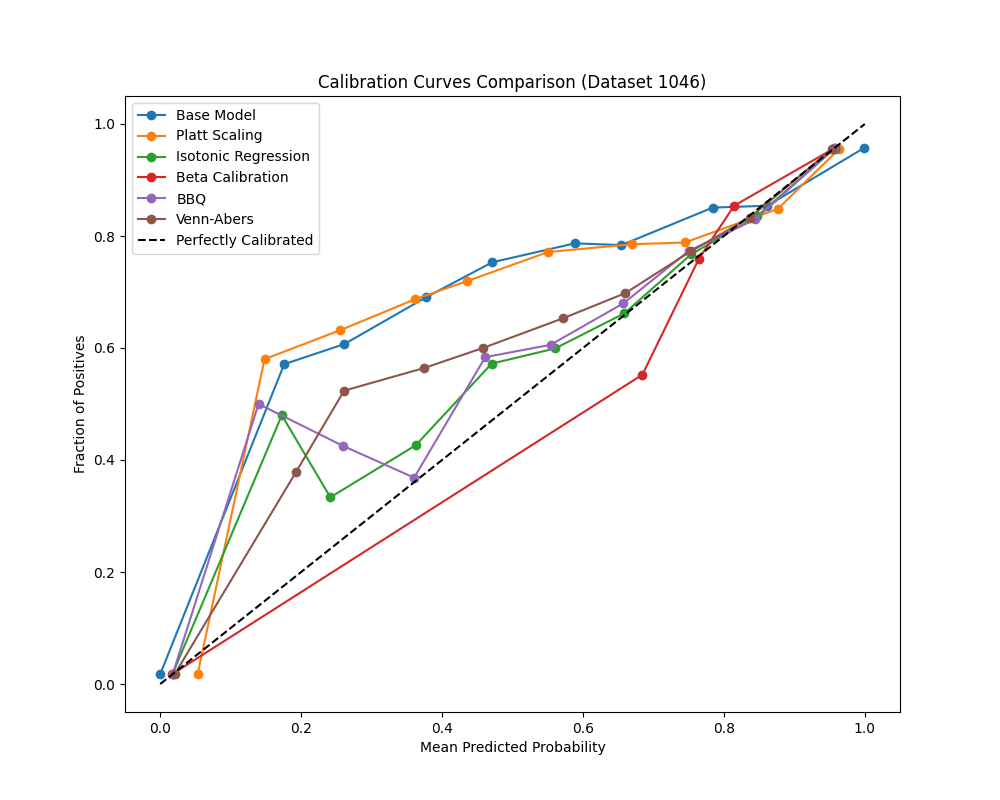 Calibration Curves Comparison (Dataset 1046)
Base Model
Platt Scaling
Isotonic Regression
Beta Calibration
BBQ
Venn-Abers
Perfectly Calibrated
Fraction of Positives
1.0
0.8
0.6
0.4
0.2
0.0
0.0 0.2 0.4 0.6 0.8 1.0
Mean Predicted Probability